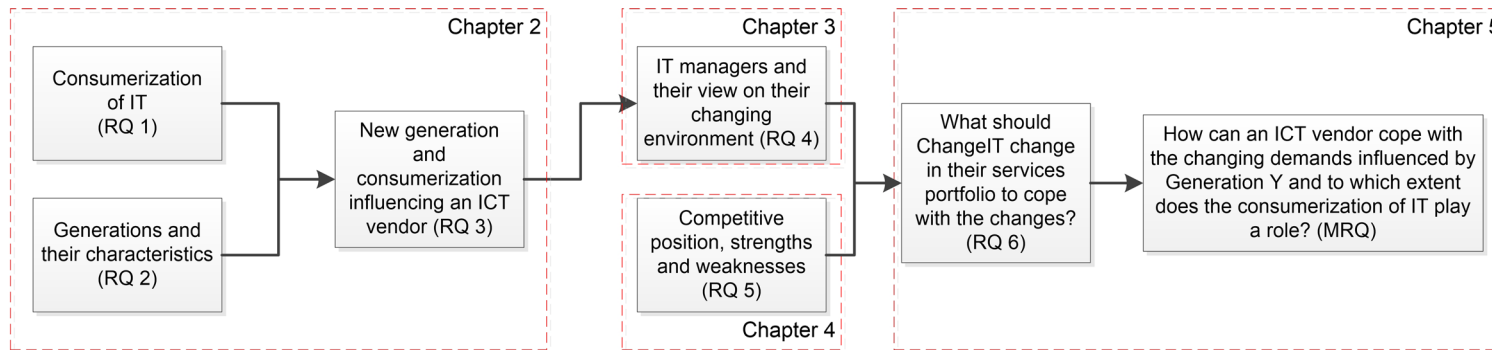 Chapter 2
Consumerization
of IT
(RQ 1)
Generations and
their characteristics
(RQ 2)
New generation
and
consumerization
influencing an ICT
vendor (RQ 3)
Chapter 3
IT managers and
their view on their
changing
environment (RQ 4)
Competitive
position, strengths
and weaknesses
(RQ 5)
Chapter 4
Chapter 5
What should
ChangeIT change
in their services
portfolio to cope
with the changes?
(RQ 6)
How can an ICT vendor cope with
the changing demands influenced by
Generation Y and to which extent
does the consumerization of IT play
a role? (MRQ)